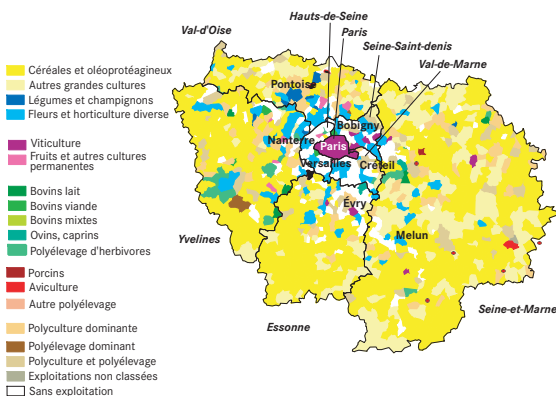 Hauts-de-Seine
Paris
Val-d'Oise
Seine-Saint-denis
Val-de-Marne
Céréales et oléoprotéagineux
Autres grandes cultures
Légumes et champignons
Fleurs et horticulture diverse
Viticulture
Fruits et autres cultures
permanentes
Bovins lait
Bovins viande
Bovins mixtes
Ovins, caprins
Polyélevage d'herbivores
Porcins
Aviculture
Autre polyélevage
Polyculture dominante
Polyélevage dominant
Polyculture et polyélevage
Exploitations non classées
Sans exploitation
Pontoise
Bobigny
Nanterre
Paris
Versailles
Créteil
Évry
Melun
Yvelines
Essonne
Seine-et-Marne